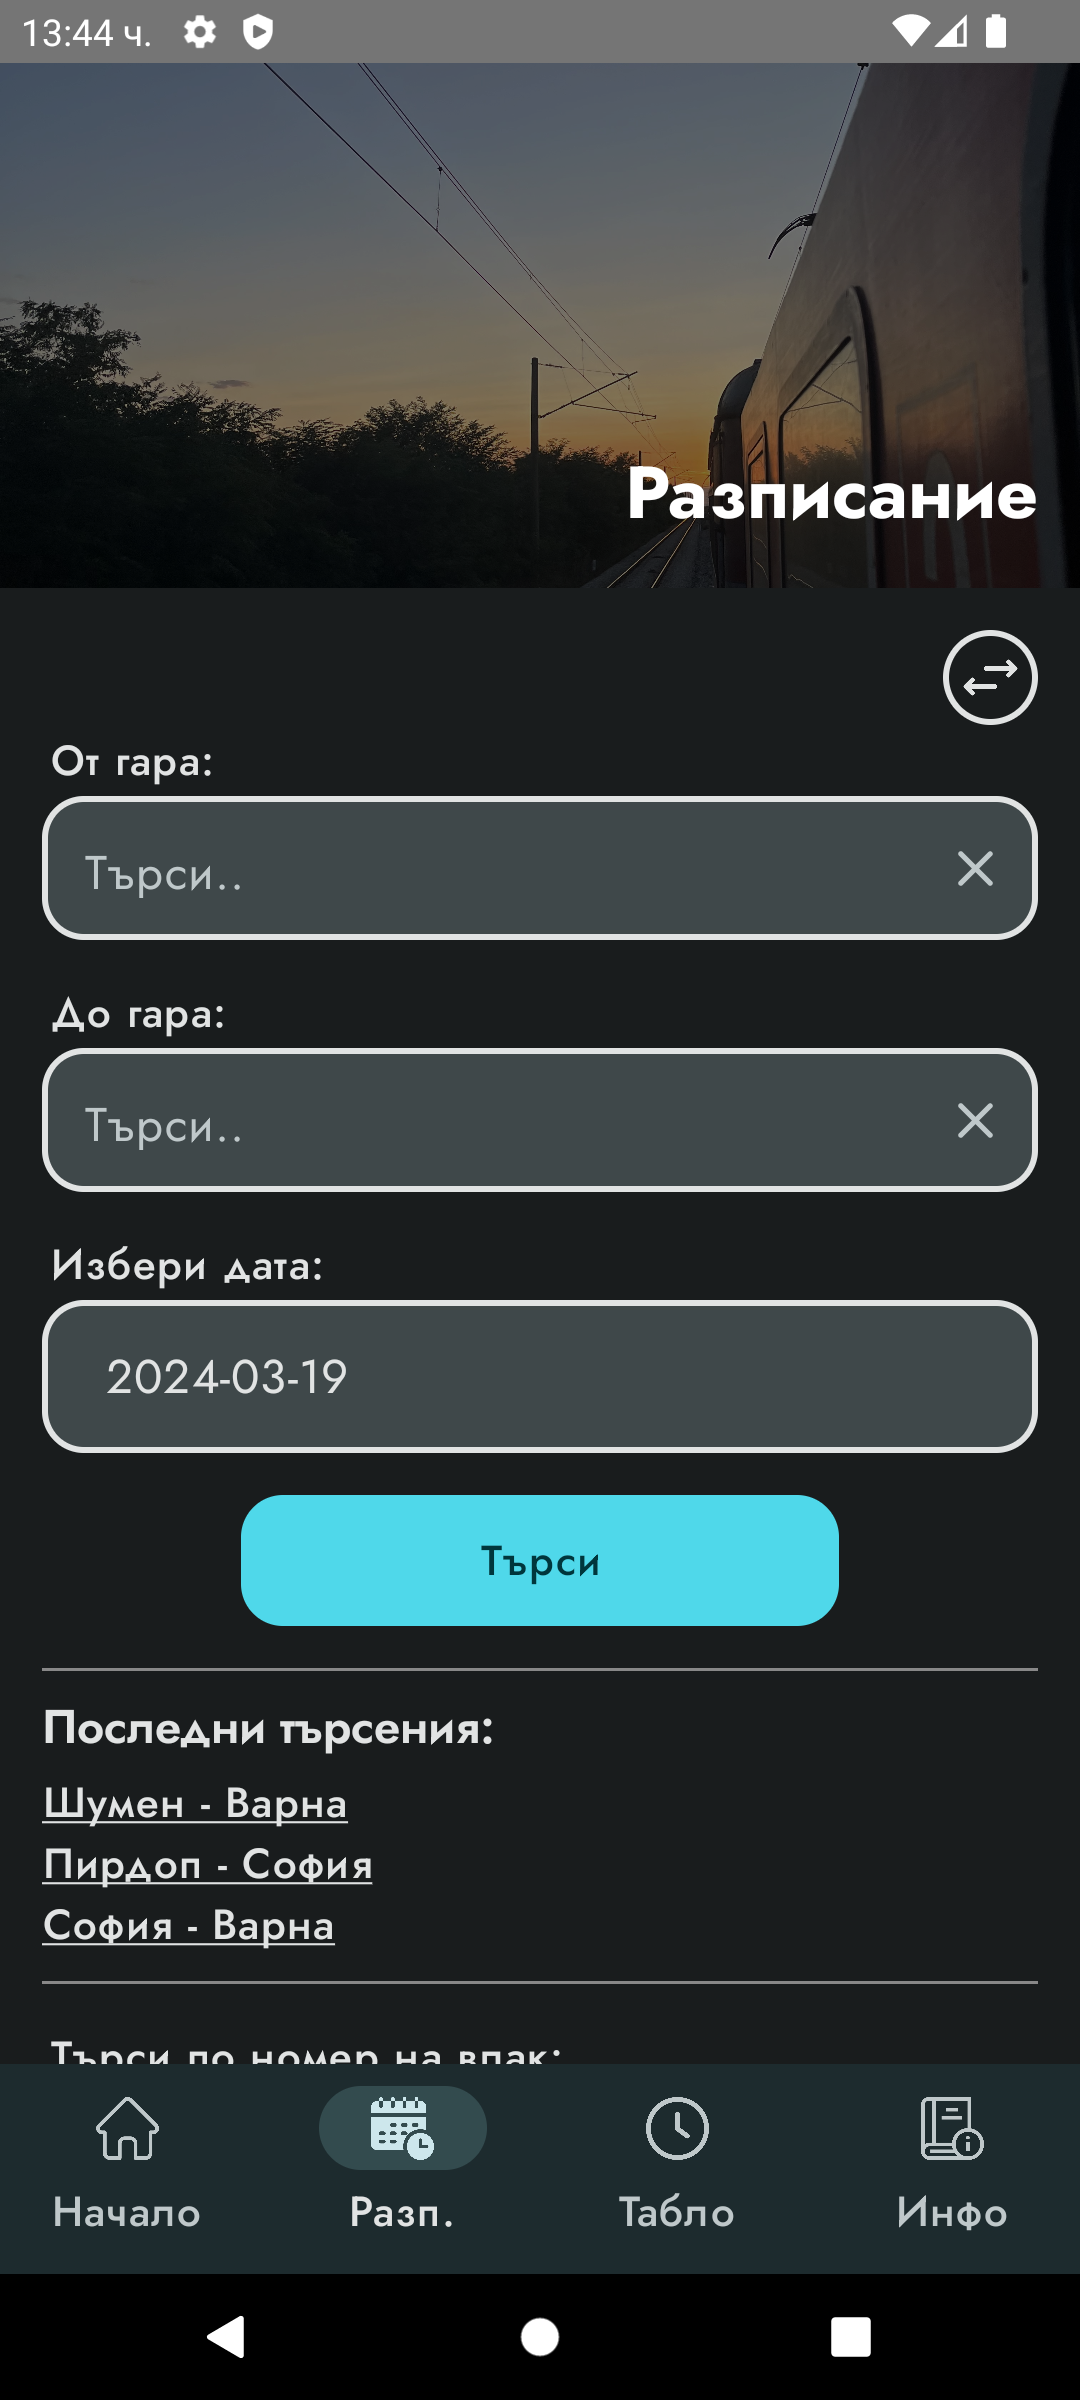 13:44 ч.
Разписание
От гара:
Търси..
До гара:
Търси..
Избери дата:
2024-03-19
Търси
Последни търсения:
Шумен - Варна
Пирдоп - София
София - Варна
Търси по номер на влак:
Начало
Разп.
Табло
Инфо